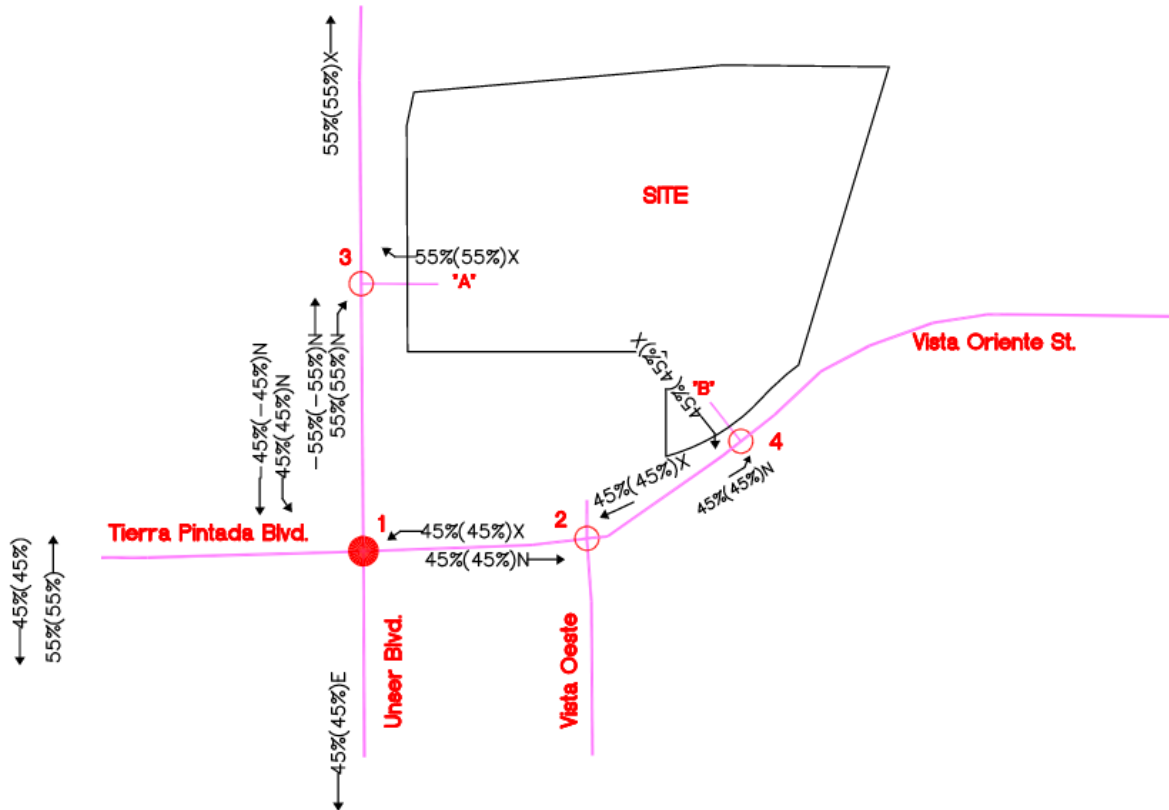 55%(55%)X
SITE
3
55%(55%)X
"A"
Vista Oriente St.
45%(45%)X
"B"
4
-45%(-45%)N
45%(45%)N
-55%(-55%)N
55%(55%)N
45%(45%)X
45%(45%)N
Tierra Pintada Blvd.
1
45%(45%)X
2
45%(45%)N
45%(45%)
55%(55%)
Unser Blvd.
Vista Oeste
45%(45%)E